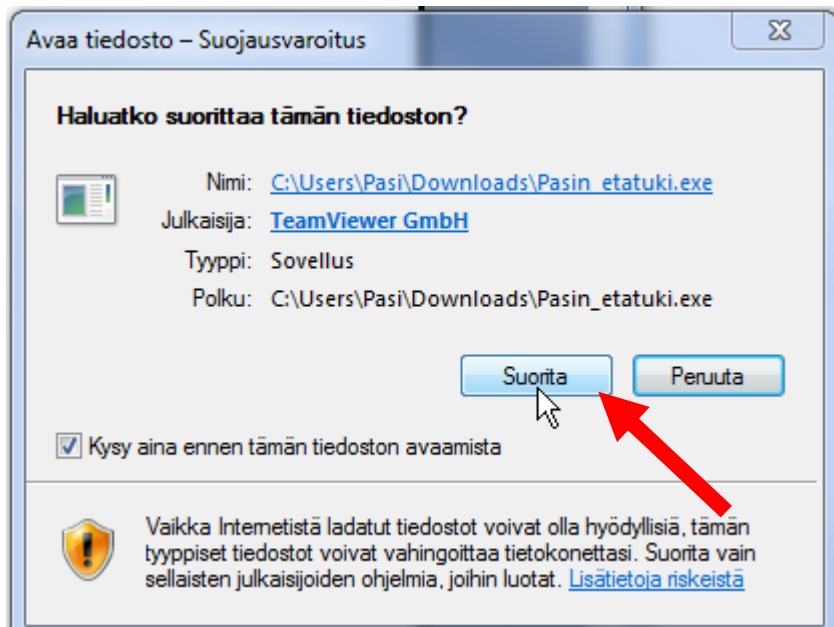 Avaa tiedosto – Suojausvaroitus
Haluatko suorittaa tämän tiedoston?
Nimi: C:\Users\Pasi\Downloads\Pasin_etatuki.exe
Julkaisija: TeamViewer GmbH
Tyyppi: Sovellus
Polku: C:\Users\Pasi\Downloads\Pasin_etatuki.exe
Suorita Peruuta
Kysy aina ennen tämän tiedoston avaamista
Vaikka Internetistä ladatut tiedostot voivat olla hyödyllisiä, tämän
tyyppiset tiedostot voivat vahingoittaa tietokonettasi. Suorita vain
sellaisten julkaisijoiden ohjelmia, joihin luotat. Lisätietoja riskeistä